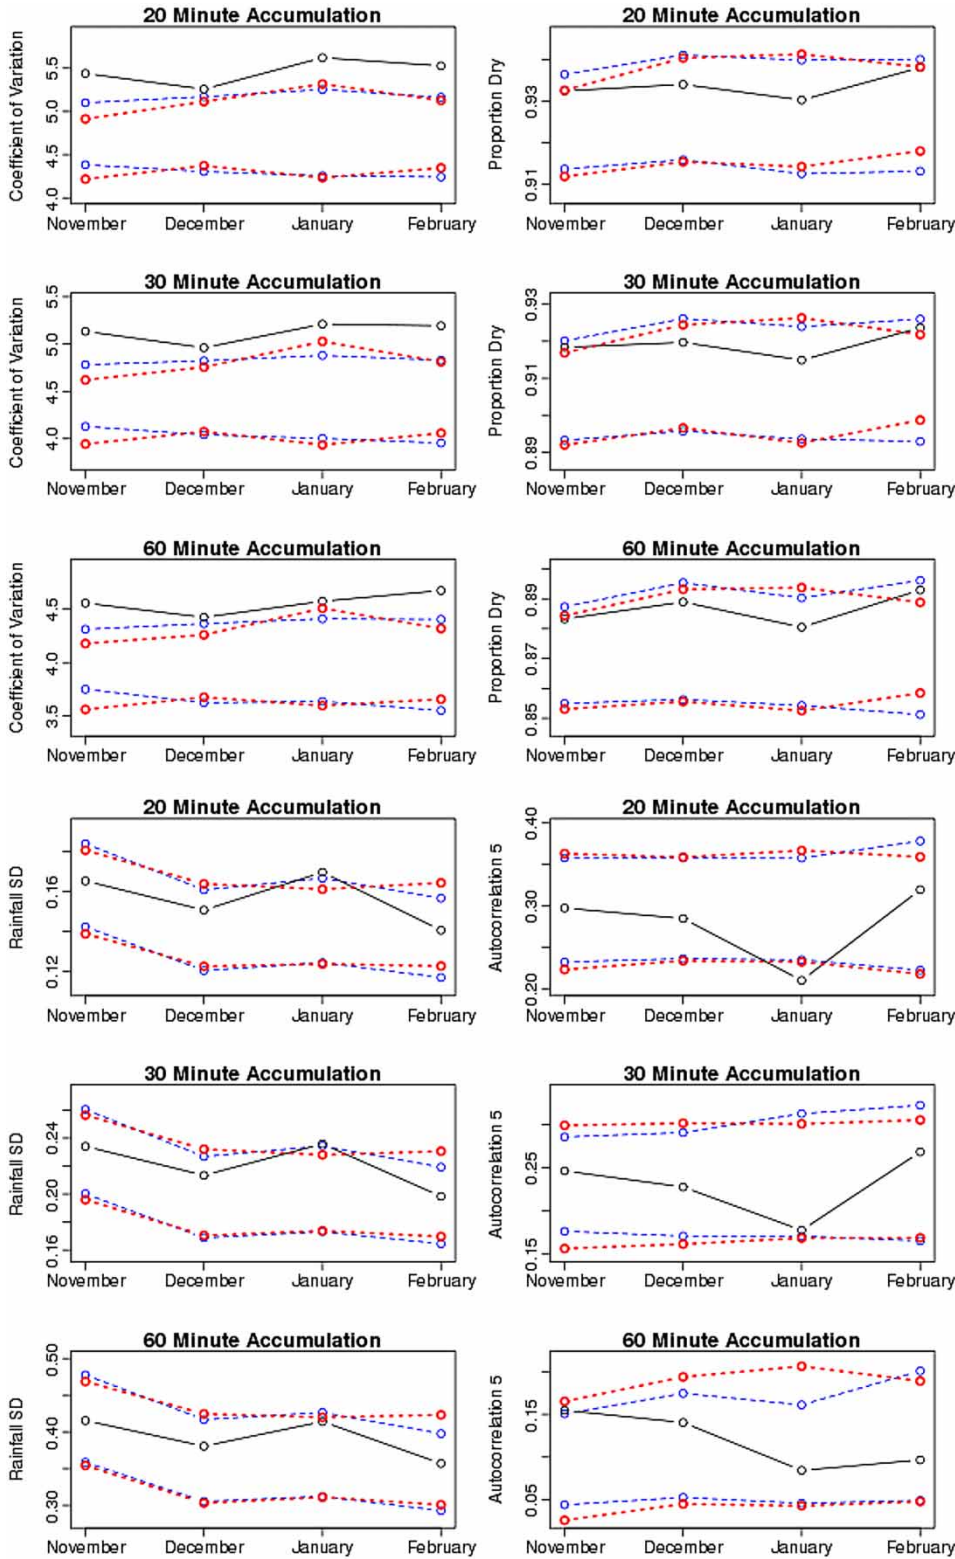 20 Minute Accumulation
Coefficient of Variation
5.5
5.0
4.5
4.0
November December January February
20 Minute Accumulation
Proportion Dry
0.93
0.91
November December January February
30 Minute Accumulation
Coefficient of Variation
5.5
5.0
4.5
4.0
November December January February
30 Minute Accumulation
Proportion Dry
0.93
0.91
0.89
November December January February
60 Minute Accumulation
Coefficient of Variation
4.5
4.0
3.5
November December January February
60 Minute Accumulation
Proportion Dry
0.89
0.87
0.85
November December January February
20 Minute Accumulation
Rainfall SD
0.16
0.12
November December January February
20 Minute Accumulation
Autocorrelation 5
0.40
0.30
0.20
November December January February
30 Minute Accumulation
Rainfall SD
0.24
0.20
0.16
November December January February
30 Minute Accumulation
Autocorrelation 5
0.25
0.15
November December January February
60 Minute Accumulation
Rainfall SD
0.50
0.40
0.30
November December January February
60 Minute Accumulation
Autocorrelation 5
0.15
0.05
November December January February